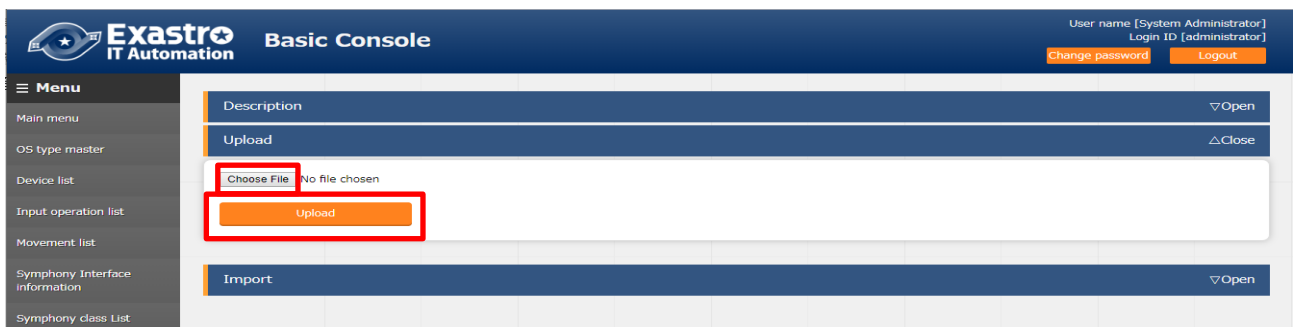 Exastro
IT Automation
Basic Console
User name [System Administrator]
Login ID [administrator]
Change password
Logout
≡ Menu
Main menu
OS type master
Device list
Input operation list
Movement list
Symphony Interface
information
Symphony class List
Description
▽Open
Upload
△Close
Choose File No file chosen
Upload
Import
▽Open